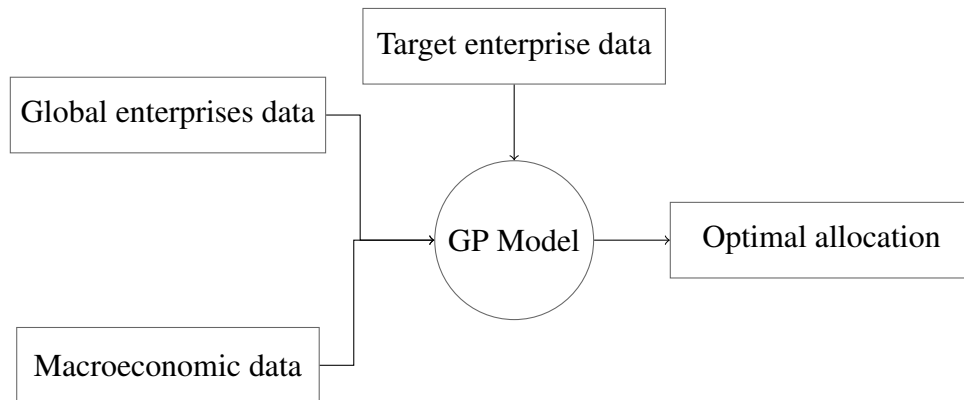 Target enterprise data
Global enterprises data
GP Model
Optimal allocation
Macroeconomic data